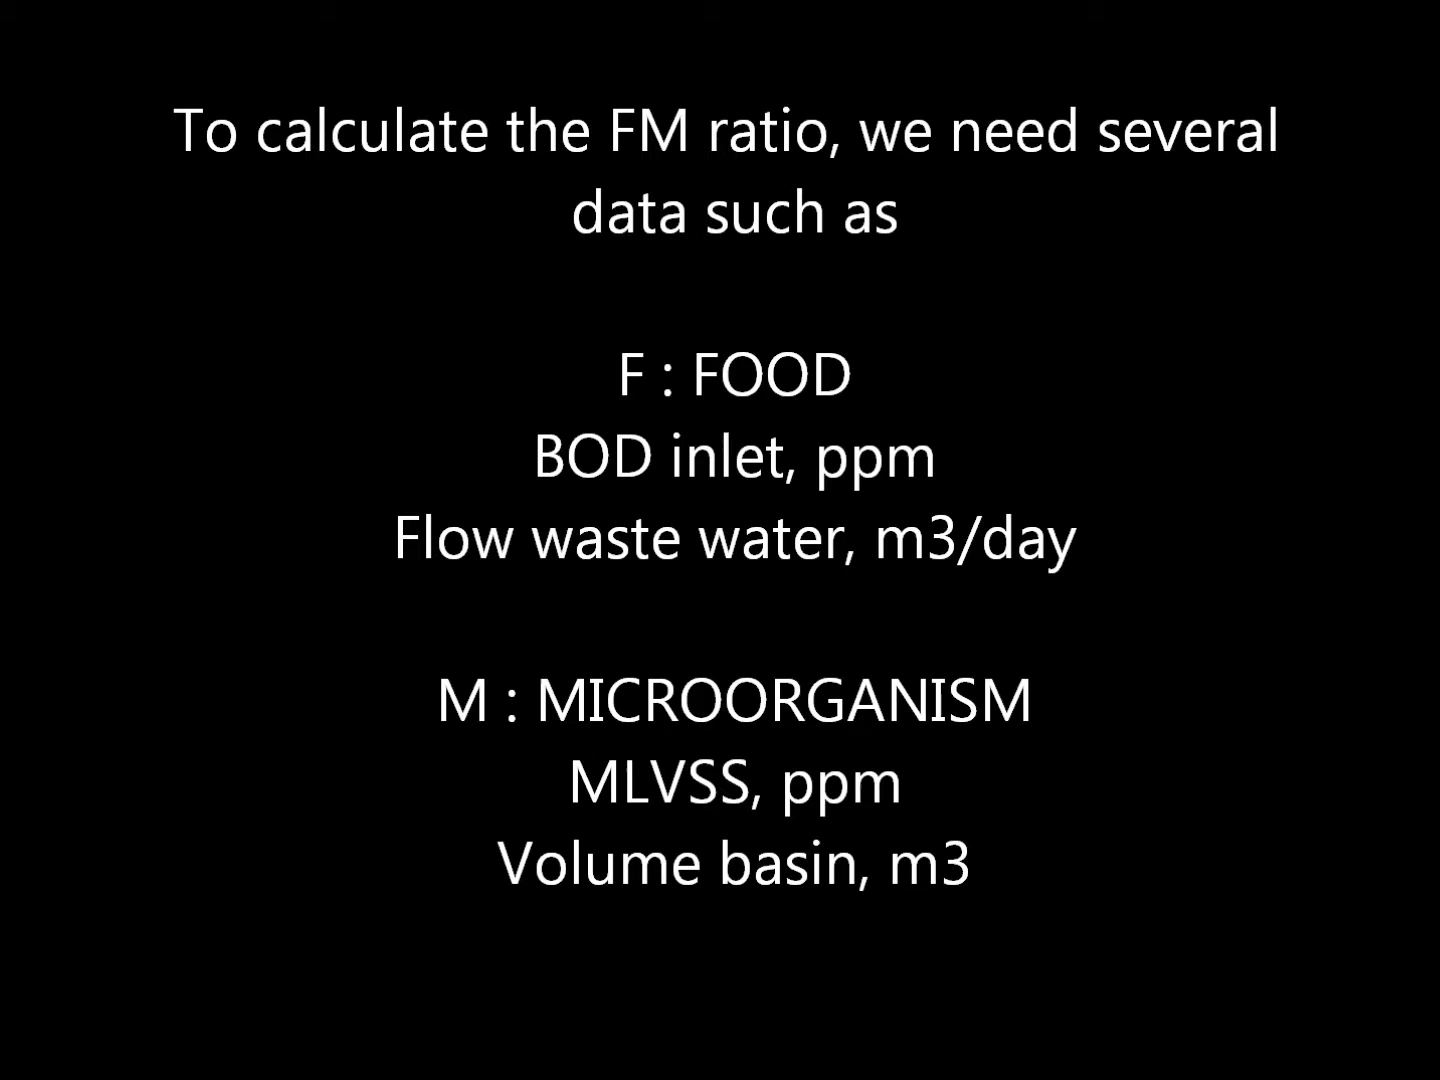 To calculate the FM ratio, we need several
data such as
F : FOOD
BOD inlet, ppm
Flow waste water, m3/day
M : MICROORGANISM
MLVSS, ppm
Volume basin, m3